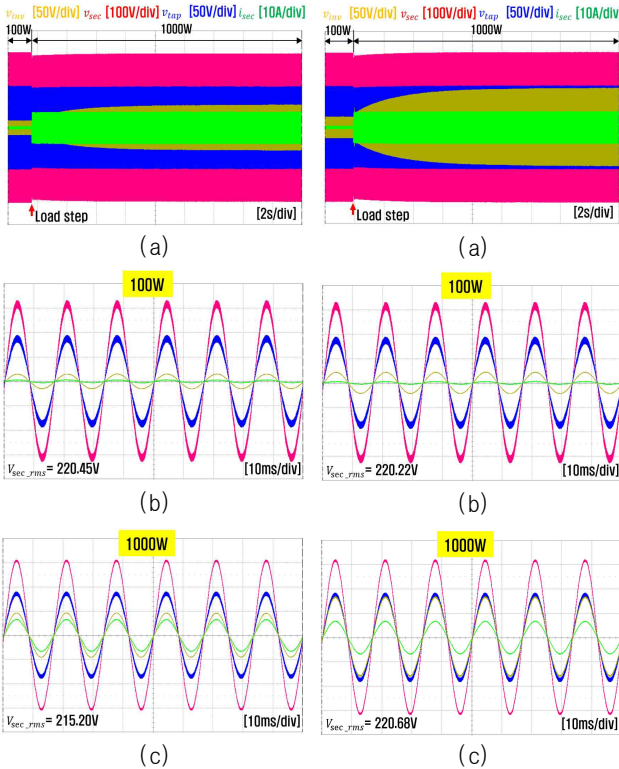 v_inv [50V/div] v_sec [100V/div] v_tap [50V/div] i_sec [10A/div]
100W 1000W
Load step [2s/div]
(a)
100W
V_sec_rms = 220.45V [10ms/div]
(b)
1000W
V_sec_rms = 215.20V [10ms/div]
(c)
v_inv [50V/div] v_sec [100V/div] v_tap [50V/div] i_sec [10A/div]
100W 1000W
Load step [2s/div]
(a)
100W
V_sec_rms = 220.22V [10ms/div]
(b)
1000W
V_sec_rms = 220.68V [10ms/div]
(c)